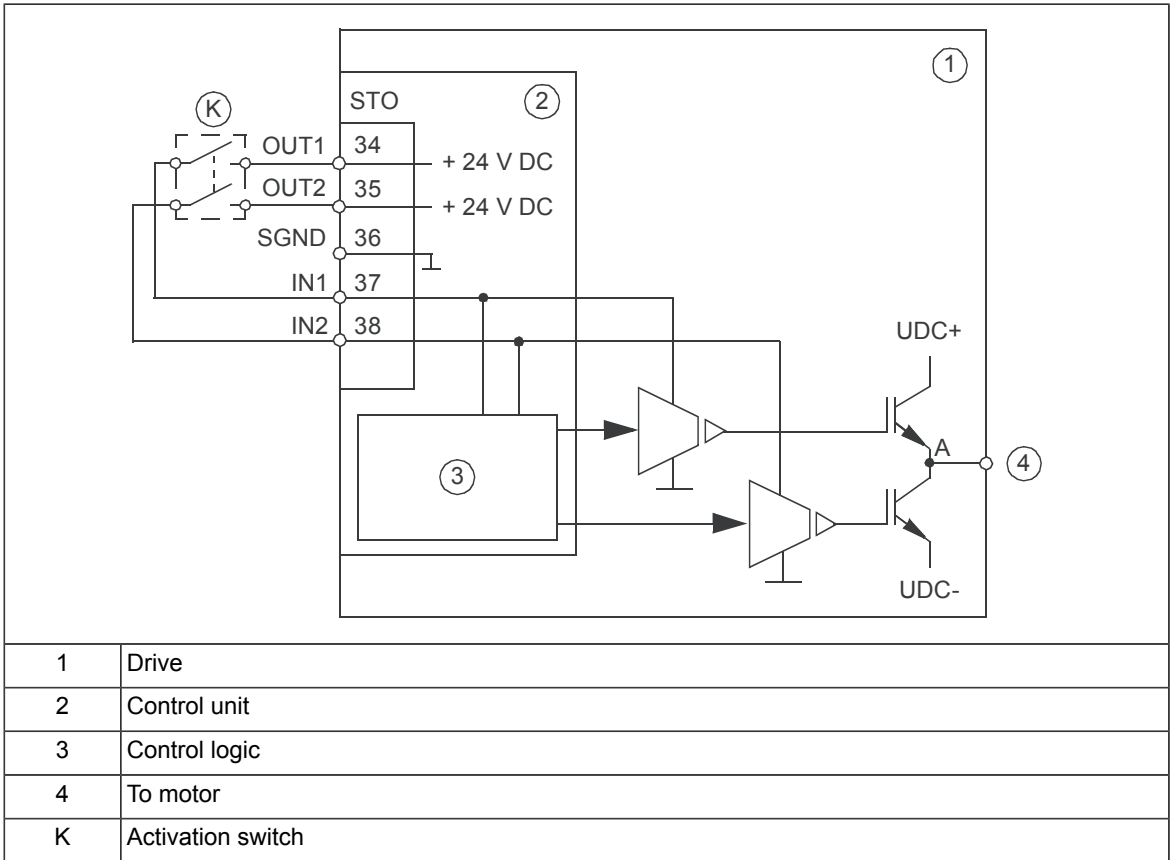 1
STO
2
K
OUT1 34 + 24 V DC
OUT2 35 + 24 V DC
SGND 36
IN1 37
IN2 38
UDC+
A
3
4
UDC-
1 Drive
2 Control unit
3 Control logic
4 To motor
K Activation switch